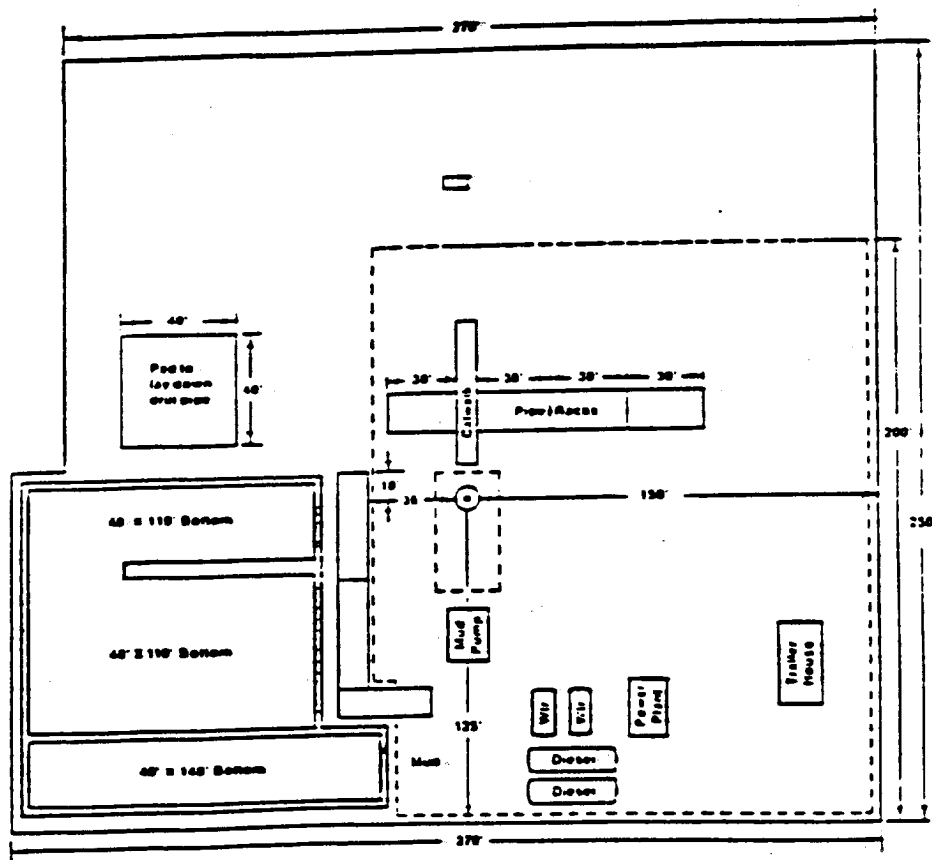 270'
40'
Pad to
lay down
drill pipe
40'
30'
30'
30'
30'
Catwalk
Pipe Racks
200'
10'
150'
250'
40' x 110' Bottom
40' x 110' Bottom
Mud
Pump
Trailer
House
125'
Wtr
Wtr
Power
Plant
Mud
Diesel
Diesel
40' x 140' Bottom
270'